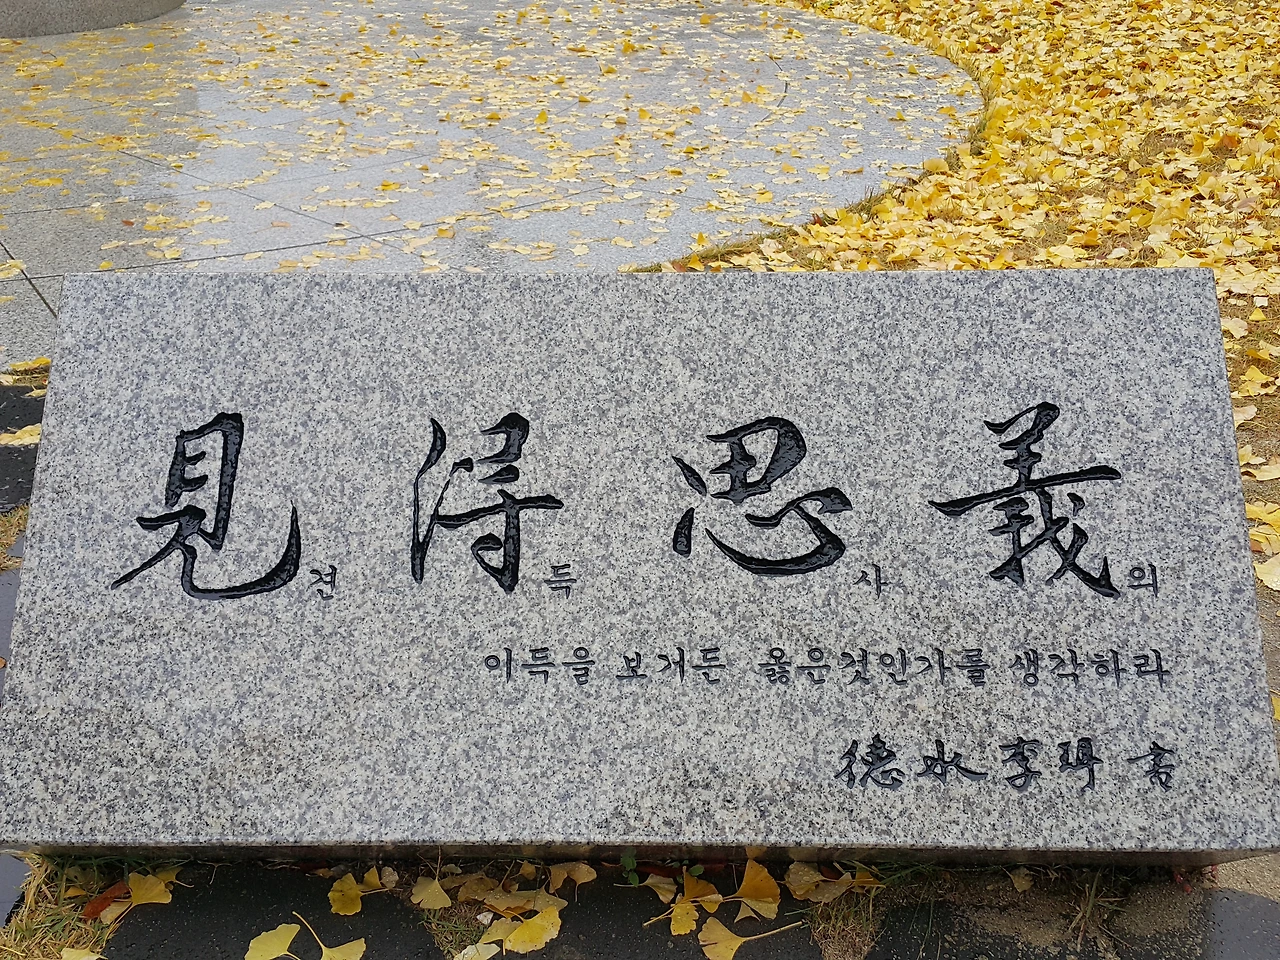 見견 得득 思사 義의
이득을 보거든 옳은것인가를 생각하라
德水 李珥 書